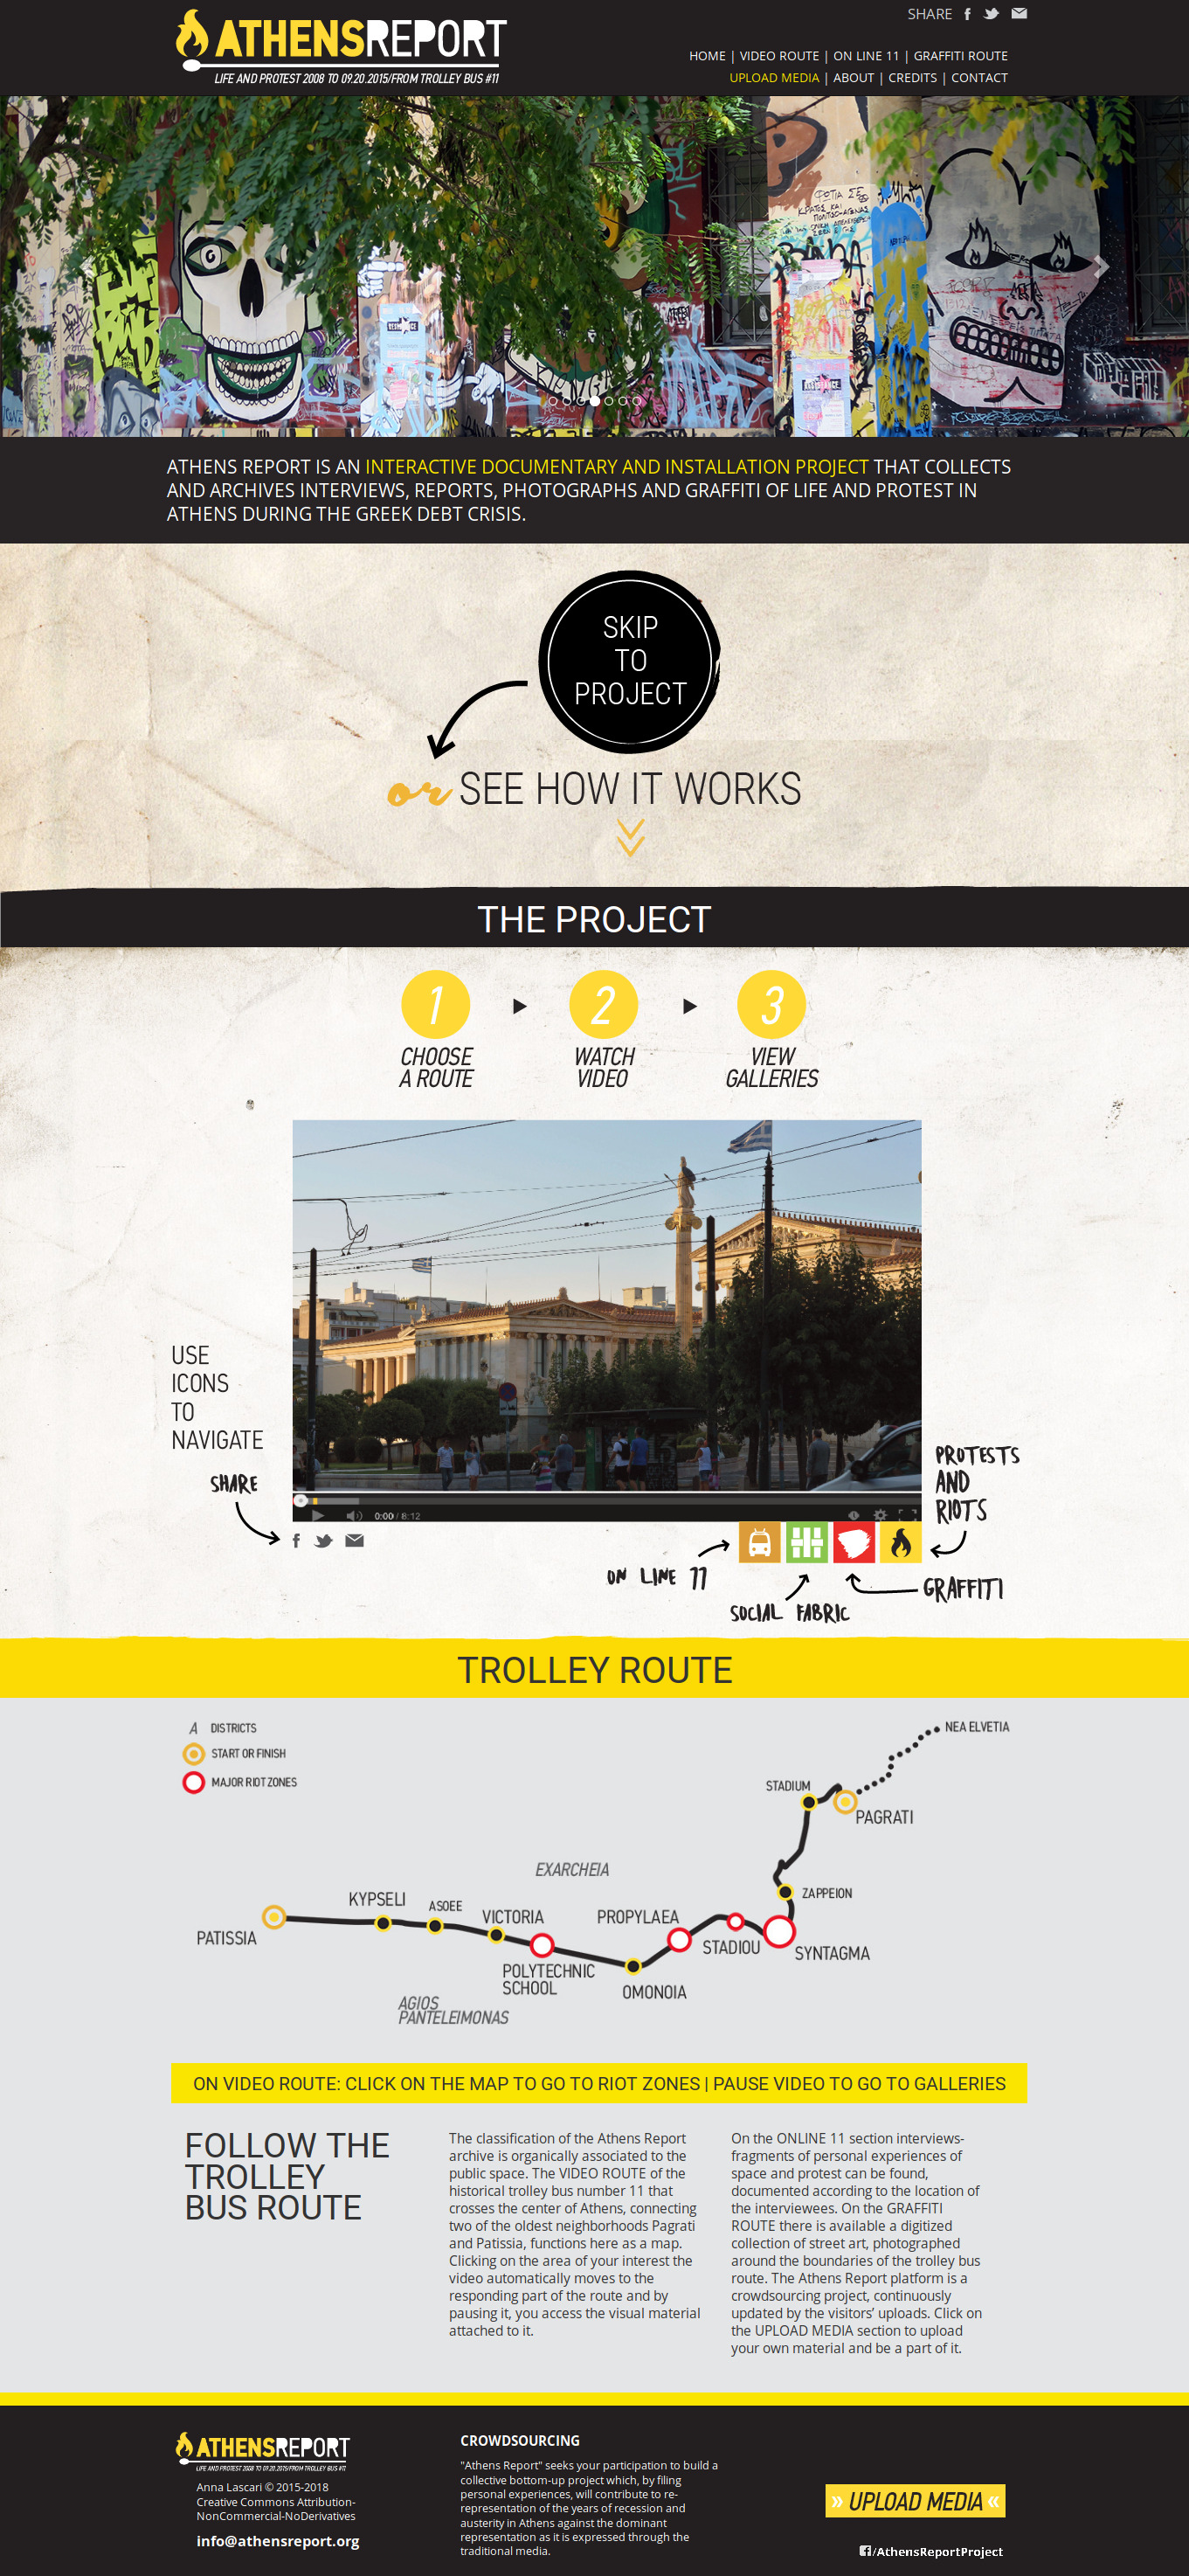 ATHENSREPORT
LIFE AND PROTEST 2008 TO 09.20.2015/FROM TROLLEY BUS #11
SHARE
HOME | VIDEO ROUTE | ON LINE 11 | GRAFFITI ROUTE
UPLOAD MEDIA | ABOUT | CREDITS | CONTACT
ΦΩΤΙΑ ΣΕ
ATHENS REPORT IS AN INTERACTIVE DOCUMENTARY AND INSTALLATION PROJECT THAT COLLECTS
AND ARCHIVES INTERVIEWS, REPORTS, PHOTOGRAPHS AND GRAFFITI OF LIFE AND PROTEST IN
ATHENS DURING THE GREEK DEBT CRISIS.
SKIP
TO
PROJECT
or SEE HOW IT WORKS
THE PROJECT
1 2 3
CHOOSE
A ROUTE
WATCH
VIDEO
VIEW
GALLERIES
USE
ICONS
TO
NAVIGATE
SHARE
0:00 / 8:12
PROTESTS
AND
RIOTS
ON LINE 11
SOCIAL FABRIC
GRAFFITI
TROLLEY ROUTE
A DISTRICTS
START OR FINISH
MAJOR RIOT ZONES
NEA ELVETIA
STADIUM
PAGRATI
EXARCHEIA
ZAPPEION
KYPSELI
ASOEE
VICTORIA
PROPYLAEA
PATISSIA
STADIOU
SYNTAGMA
POLYTECHNIC
SCHOOL
OMONOIA
AGIOS
PANTELEIMONAS
ON VIDEO ROUTE: CLICK ON THE MAP TO GO TO RIOT ZONES | PAUSE VIDEO TO GO TO GALLERIES
FOLLOW THE
TROLLEY
BUS ROUTE
The classification of the Athens Report
archive is organically associated to the
public space. The VIDEO ROUTE of the
historical trolley bus number 11 that
crosses the center of Athens, connecting
two of the oldest neighborhoods Pagrati
and Patissia, functions here as a map.
Clicking on the area of your interest the
video automatically moves to the
responding part of the route and by
pausing it, you access the visual material
attached to it.
On the ONLINE 11 section interviews-
fragments of personal experiences of
space and protest can be found,
documented according to the location of
the interviewees. On the GRAFFITI
ROUTE there is available a digitized
collection of street art, photographed
around the boundaries of the trolley bus
route. The Athens Report platform is a
crowdsourcing project, continuously
updated by the visitors’ uploads. Click on
the UPLOAD MEDIA section to upload
your own material and be a part of it.
ATHENSREPORT
Anna Lascari © 2015-2018
Creative Commons Attribution-
NonCommercial-NoDerivatives
info@athensreport.org
CROWDSOURCING
"Athens Report" seeks your participation to build a
collective bottom-up project which, by filing
personal experiences, will contribute to re-
representation of the years of recession and
austerity in Athens against the dominant
representation as it is expressed through the
traditional media.
» UPLOAD MEDIA «
/AthensReportProject